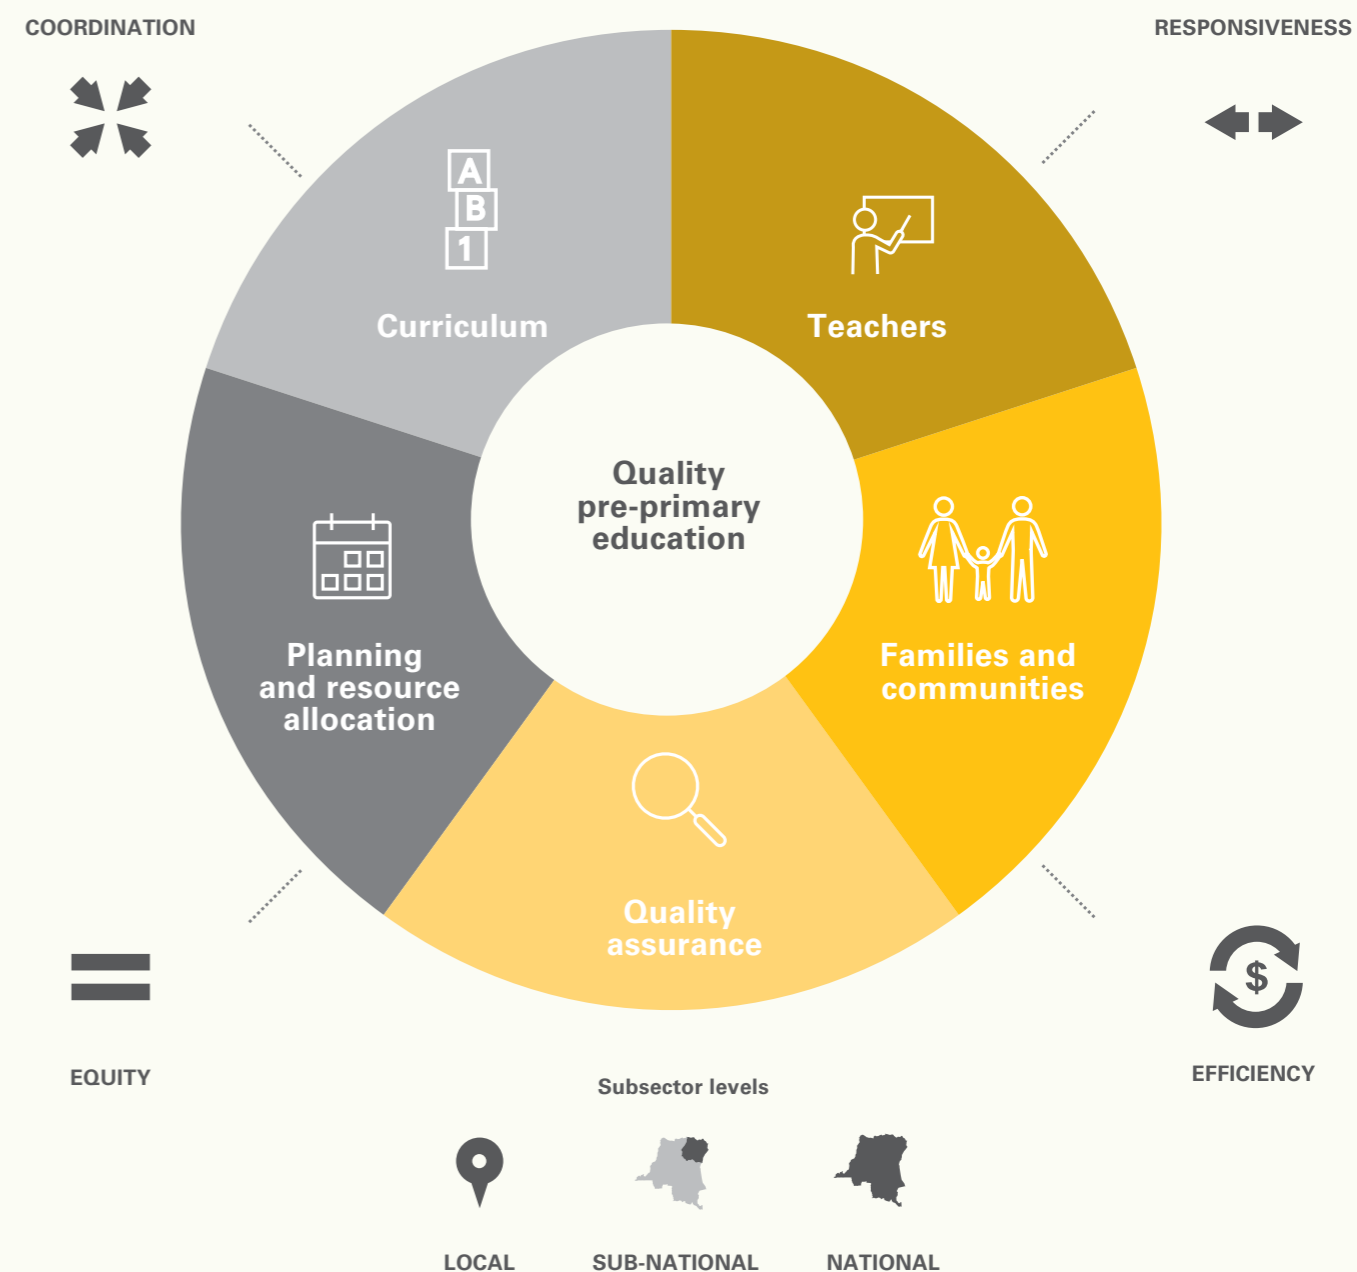 COORDINATION
RESPONSIVENESS
A
B
1
Curriculum
Teachers
Quality
pre-primary
education
Planning
and resource
allocation
Families and
communities
Quality
assurance
$
EQUITY
EFFICIENCY
Subsector levels
LOCAL
SUB-NATIONAL
NATIONAL